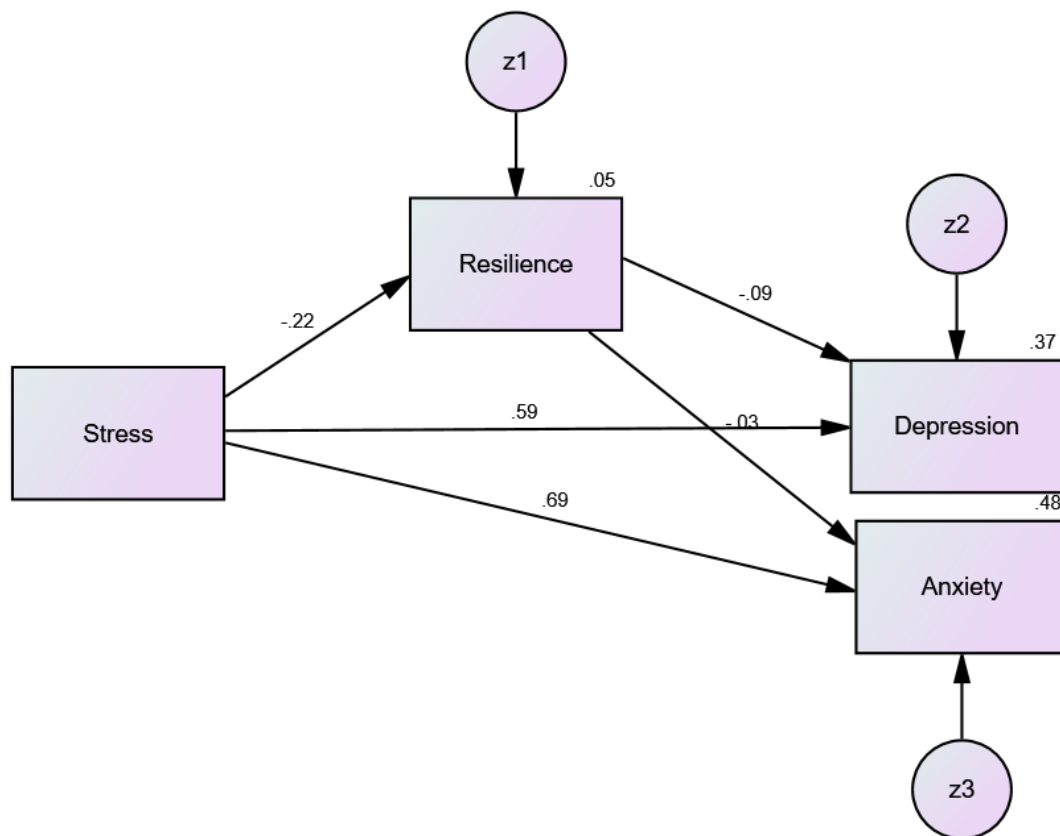 z1
.05
Resilience
z2
-.09
-.22
.37
Stress
.59
-.03
Depression
.69
.48
Anxiety
z3